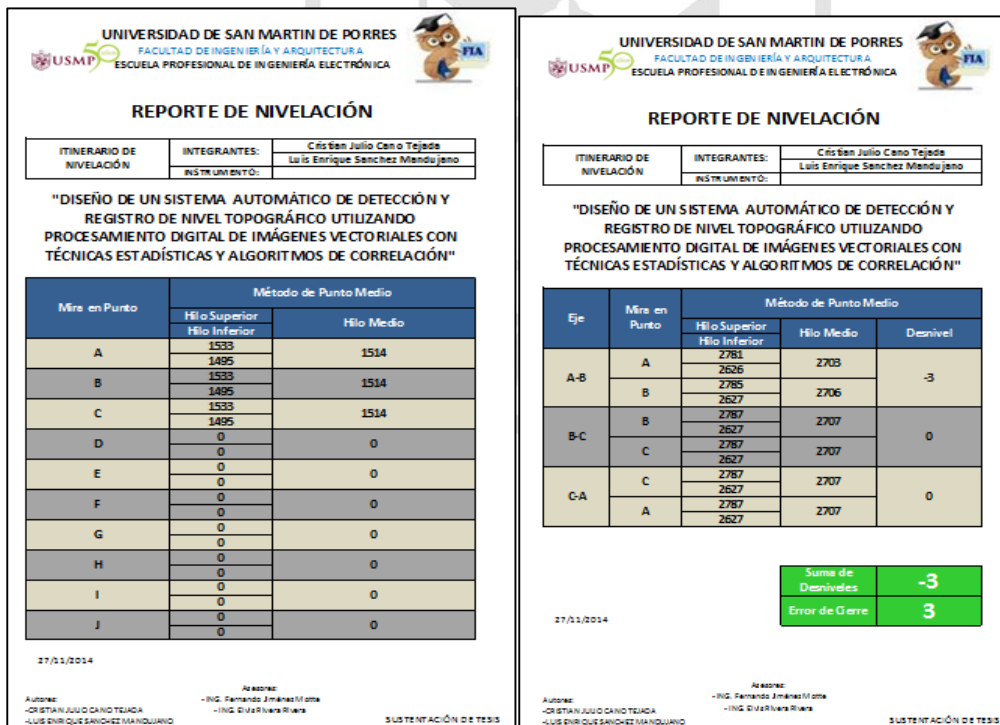 UNIVERSIDAD DE SAN MARTIN DE PORRES
FACULTAD DE INGENIERÍA Y ARQUITECTURA
ESCUELA PROFESIONAL DE INGENIERÍA ELECTRÓNICA
USMP 50
FIA
REPORTE DE NIVELACIÓN
ITINERARIO DE NIVELACIÓN
INTEGRANTES:
Cristian Julio Cano Tejada
Luis Enrique Sanchez Mandujano
INSTRUMENTO:
"DISEÑO DE UN SISTEMA AUTOMÁTICO DE DETECCIÓN Y
REGISTRO DE NIVEL TOPOGRÁFICO UTILIZANDO
PROCESAMIENTO DIGITAL DE IMÁGENES VECTORIALES CON
TÉCNICAS ESTADÍSTICAS Y ALGORITMOS DE CORRELACIÓN"
Mira en Punto
Método de Punto Medio
Hilo Superior
Hilo Inferior
Hilo Medio
A 1533 1495 1514
B 1533 1495 1514
C 1533 1495 1514
D 0 0 0
E 0 0 0
F 0 0 0
G 0 0 0
H 0 0 0
I 0 0 0
J 0 0 0
27/11/2014
Asesores:
-ING. Fernando Jiménez Motte
-ING. Elvis Rivera Rivera
Autores:
-CRISTIAN JULIO CANO TEJADA
-LUIS ENRIQUE SANCHEZ MANDUJANO
SUSTENTACIÓN DE TESIS
UNIVERSIDAD DE SAN MARTIN DE PORRES
FACULTAD DE INGENIERÍA Y ARQUITECTURA
ESCUELA PROFESIONAL DE INGENIERÍA ELECTRÓNICA
USMP 50
FIA
REPORTE DE NIVELACIÓN
ITINERARIO DE NIVELACIÓN
INTEGRANTES:
Cristian Julio Cano Tejada
Luis Enrique Sanchez Mandujano
INSTRUMENTO:
"DISEÑO DE UN SISTEMA AUTOMÁTICO DE DETECCIÓN Y
REGISTRO DE NIVEL TOPOGRÁFICO UTILIZANDO
PROCESAMIENTO DIGITAL DE IMÁGENES VECTORIALES CON
TÉCNICAS ESTADÍSTICAS Y ALGORITMOS DE CORRELACIÓN"
Eje
Mira en Punto
Método de Punto Medio
Hilo Superior
Hilo Inferior
Hilo Medio
Desnivel
A-B
A 2781 2626 2703
B 2785 2627 2706
-3
B-C
B 2787 2627 2707
C 2787 2627 2707
0
C-A
C 2787 2627 2707
A 2787 2627 2707
0
Suma de Desniveles -3
Error de Cierre 3
27/11/2014
Asesores:
-ING. Fernando Jiménez Motte
-ING. Elvis Rivera Rivera
Autores:
-CRISTIAN JULIO CANO TEJADA
-LUIS ENRIQUE SANCHEZ MANDUJANO
SUSTENTACIÓN DE TESIS